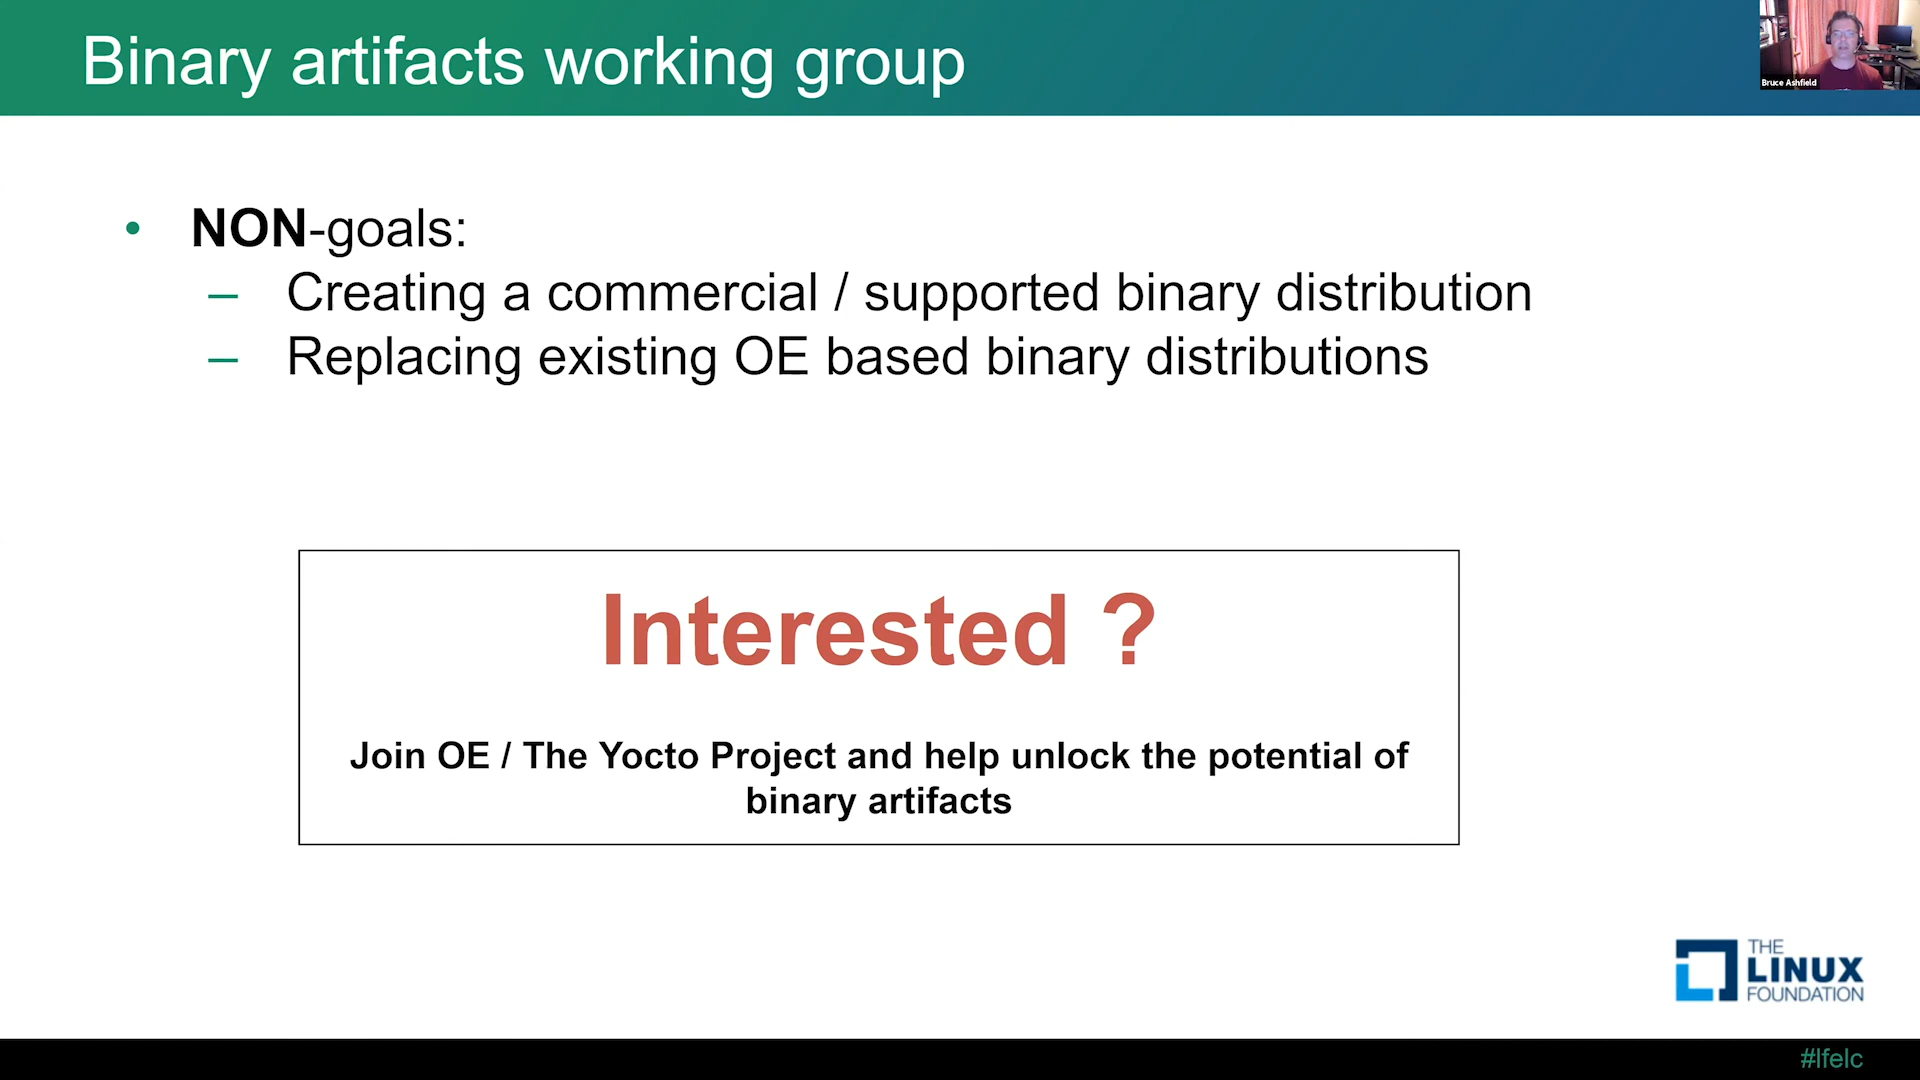 Binary artifacts working group
Bruce Ashfield
• NON-goals:
– Creating a commercial / supported binary distribution
– Replacing existing OE based binary distributions
Interested ?
Join OE / The Yocto Project and help unlock the potential of
binary artifacts
THE
LINUX
FOUNDATION
#lfelc